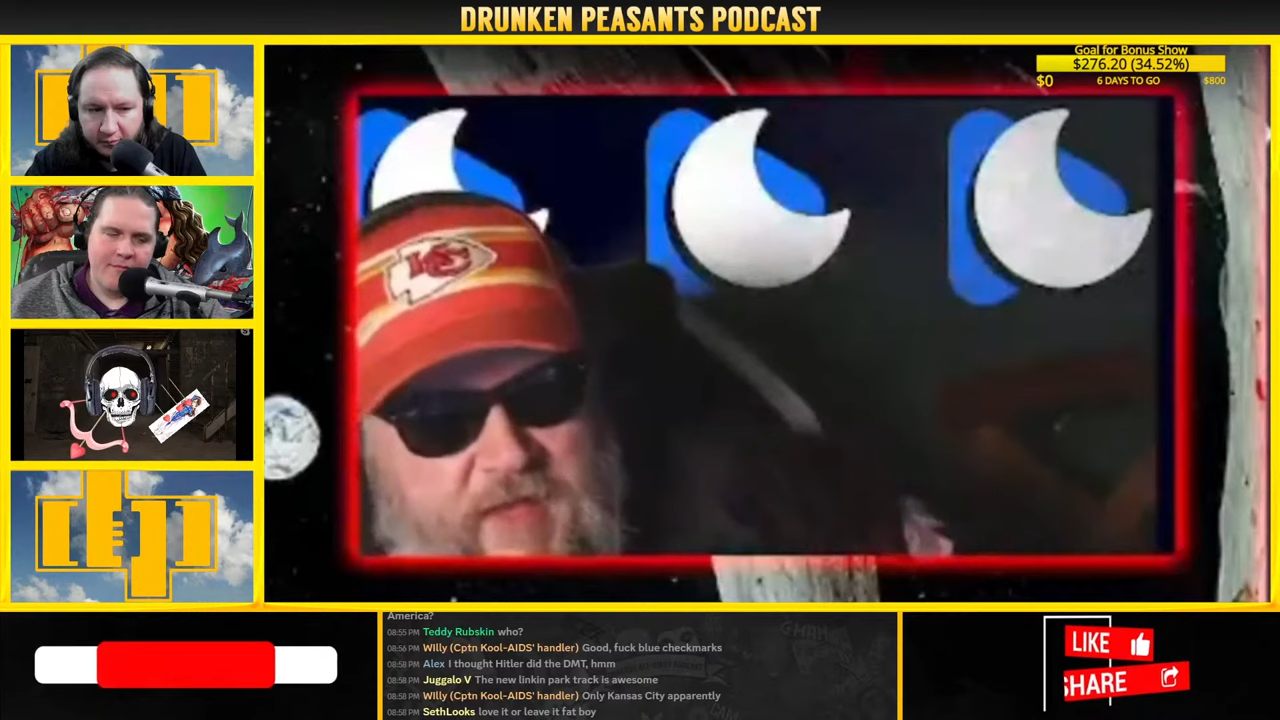 DRUNKEN PEASANTS PODCAST
Goal for Bonus Show
$276.20 (34.52%)
$0
6 DAYS TO GO
$800
KC
America?
08:55 PM Teddy Rubskin who?
08:56 PM WIlly (Cptn Kool-AIDS' handler) Good, fuck blue checkmarks
08:58 PM Alex I thought Hitler did the DMT, hmm
08:58 PM Juggalo V The new linkin park track is awesome
08:58 PM WIlly (Cptn Kool-AIDS' handler) Only Kansas City apparently
08:58 PM SethLooks love it or leave it fat boy
LIKE
SHARE